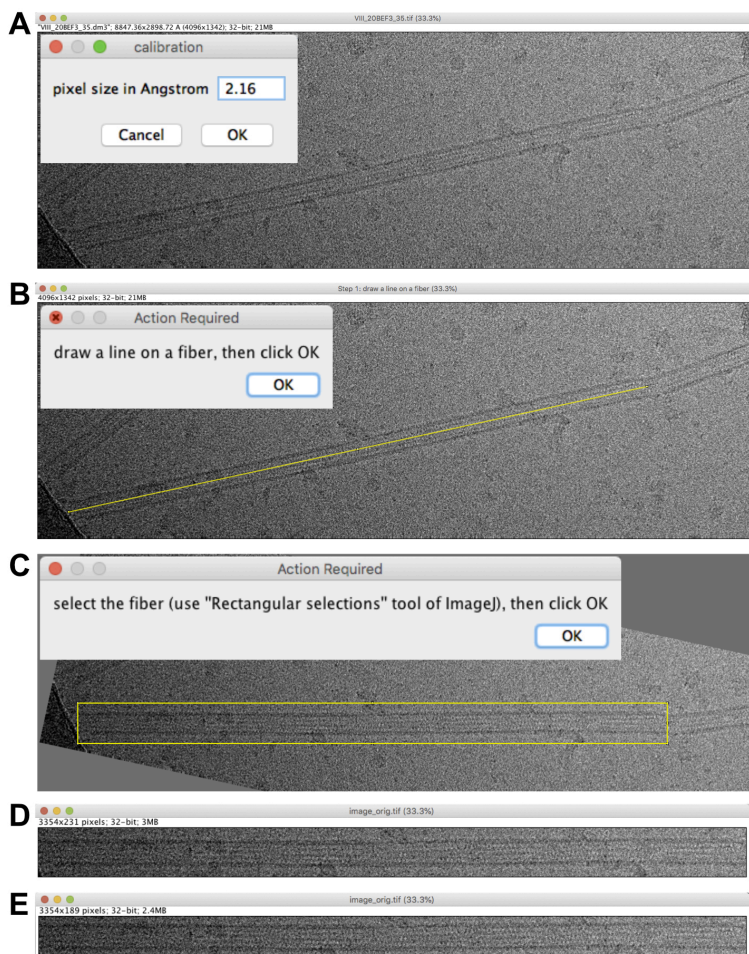 A
VIII_20BEF3_35.tif (33.3%)
"VIII_20BEF3_35.dm3"; 8847.36x2898.72 A (4096x1342); 32-bit; 21MB
calibration
pixel size in Angstrom 2.16
Cancel OK
B
Step 1: draw a line on a fiber (33.3%)
4096x1342 pixels; 32-bit; 21MB
Action Required
draw a line on a fiber, then click OK
OK
C
Action Required
select the fiber (use "Rectangular selections" tool of ImageJ), then click OK
OK
D
image_orig.tif (33.3%)
3354x231 pixels; 32-bit; 3MB
E
image_orig.tif (33.3%)
3354x189 pixels; 32-bit; 2.4MB